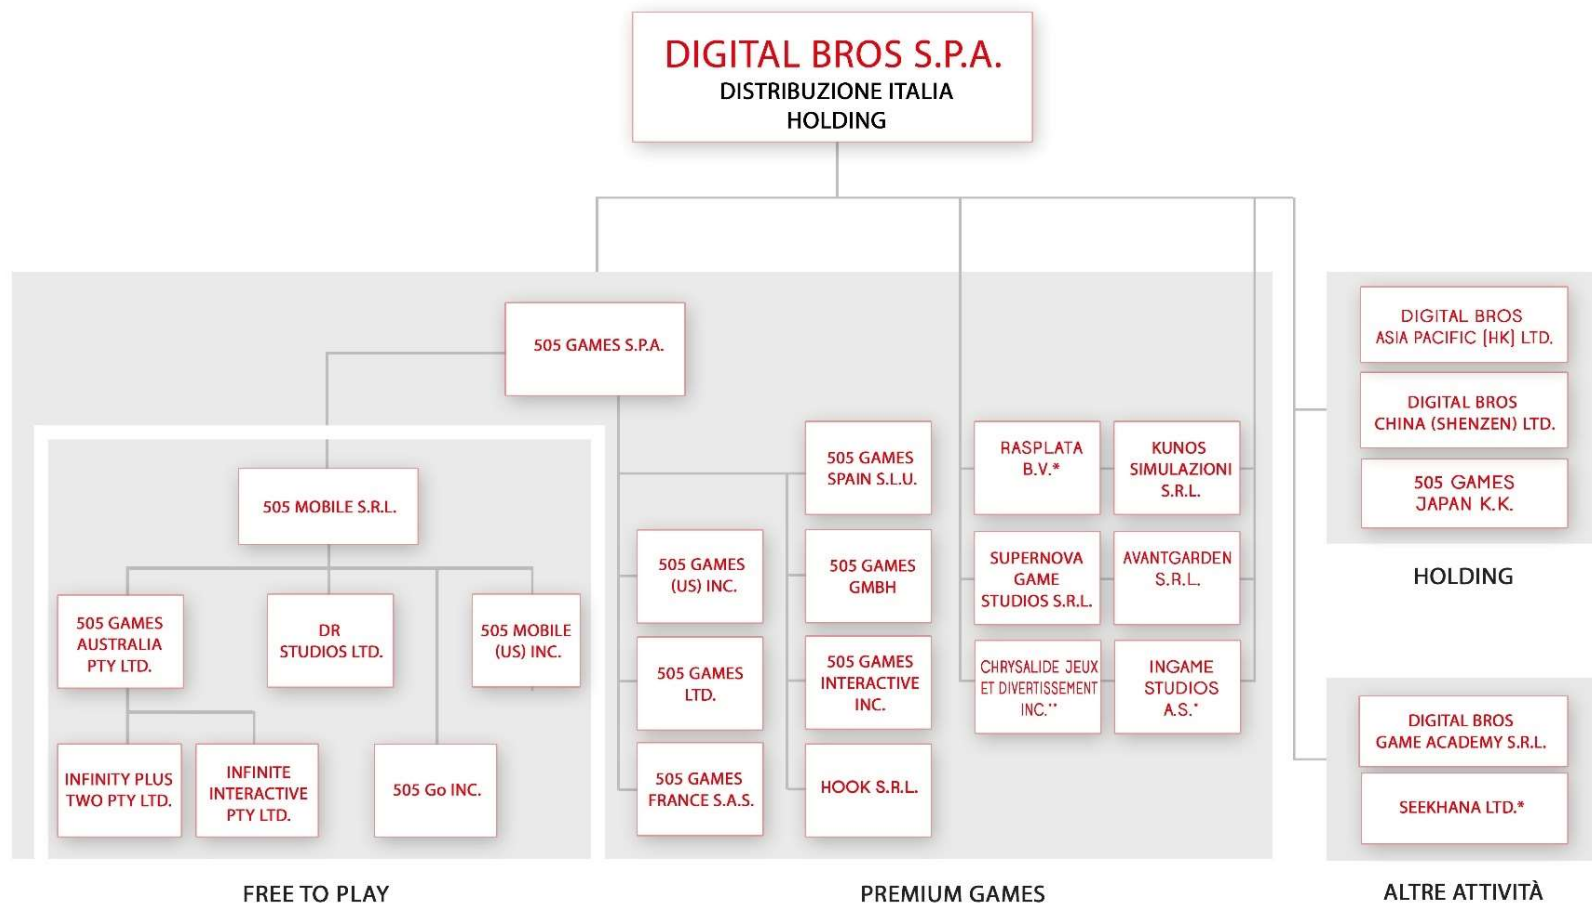 DIGITAL BROS S.P.A.
DISTRIBUZIONE ITALIA
HOLDING
505 GAMES S.P.A.
505 MOBILE S.R.L.
505 GAMES
AUSTRALIA
PTY LTD.
DR
STUDIOS LTD.
505 MOBILE
(US) INC.
INFINITY PLUS
TWO PTY LTD.
INFINITE
INTERACTIVE
PTY LTD.
505 Go INC.
FREE TO PLAY
505 GAMES
SPAIN S.L.U.
505 GAMES
(US) INC.
505 GAMES
GMBH
505 GAMES
LTD.
505 GAMES
INTERACTIVE
INC.
505 GAMES
FRANCE S.A.S.
HOOK S.R.L.
RASPLATA
B.V.*
KUNOS
SIMULAZIONI
S.R.L.
SUPERNOVA
GAME
STUDIOS S.R.L.
AVANTGARDEN
S.R.L.
CHRYSALIDE JEUX
ET DIVERTISSEMENT
INC.**
INGAME
STUDIOS
A.S.*
PREMIUM GAMES
DIGITAL BROS
ASIA PACIFIC (HK) LTD.
DIGITAL BROS
CHINA (SHENZEN) LTD.
505 GAMES
JAPAN K.K.
HOLDING
DIGITAL BROS
GAME ACADEMY S.R.L.
SEEKHANA LTD.*
ALTRE ATTIVITÀ